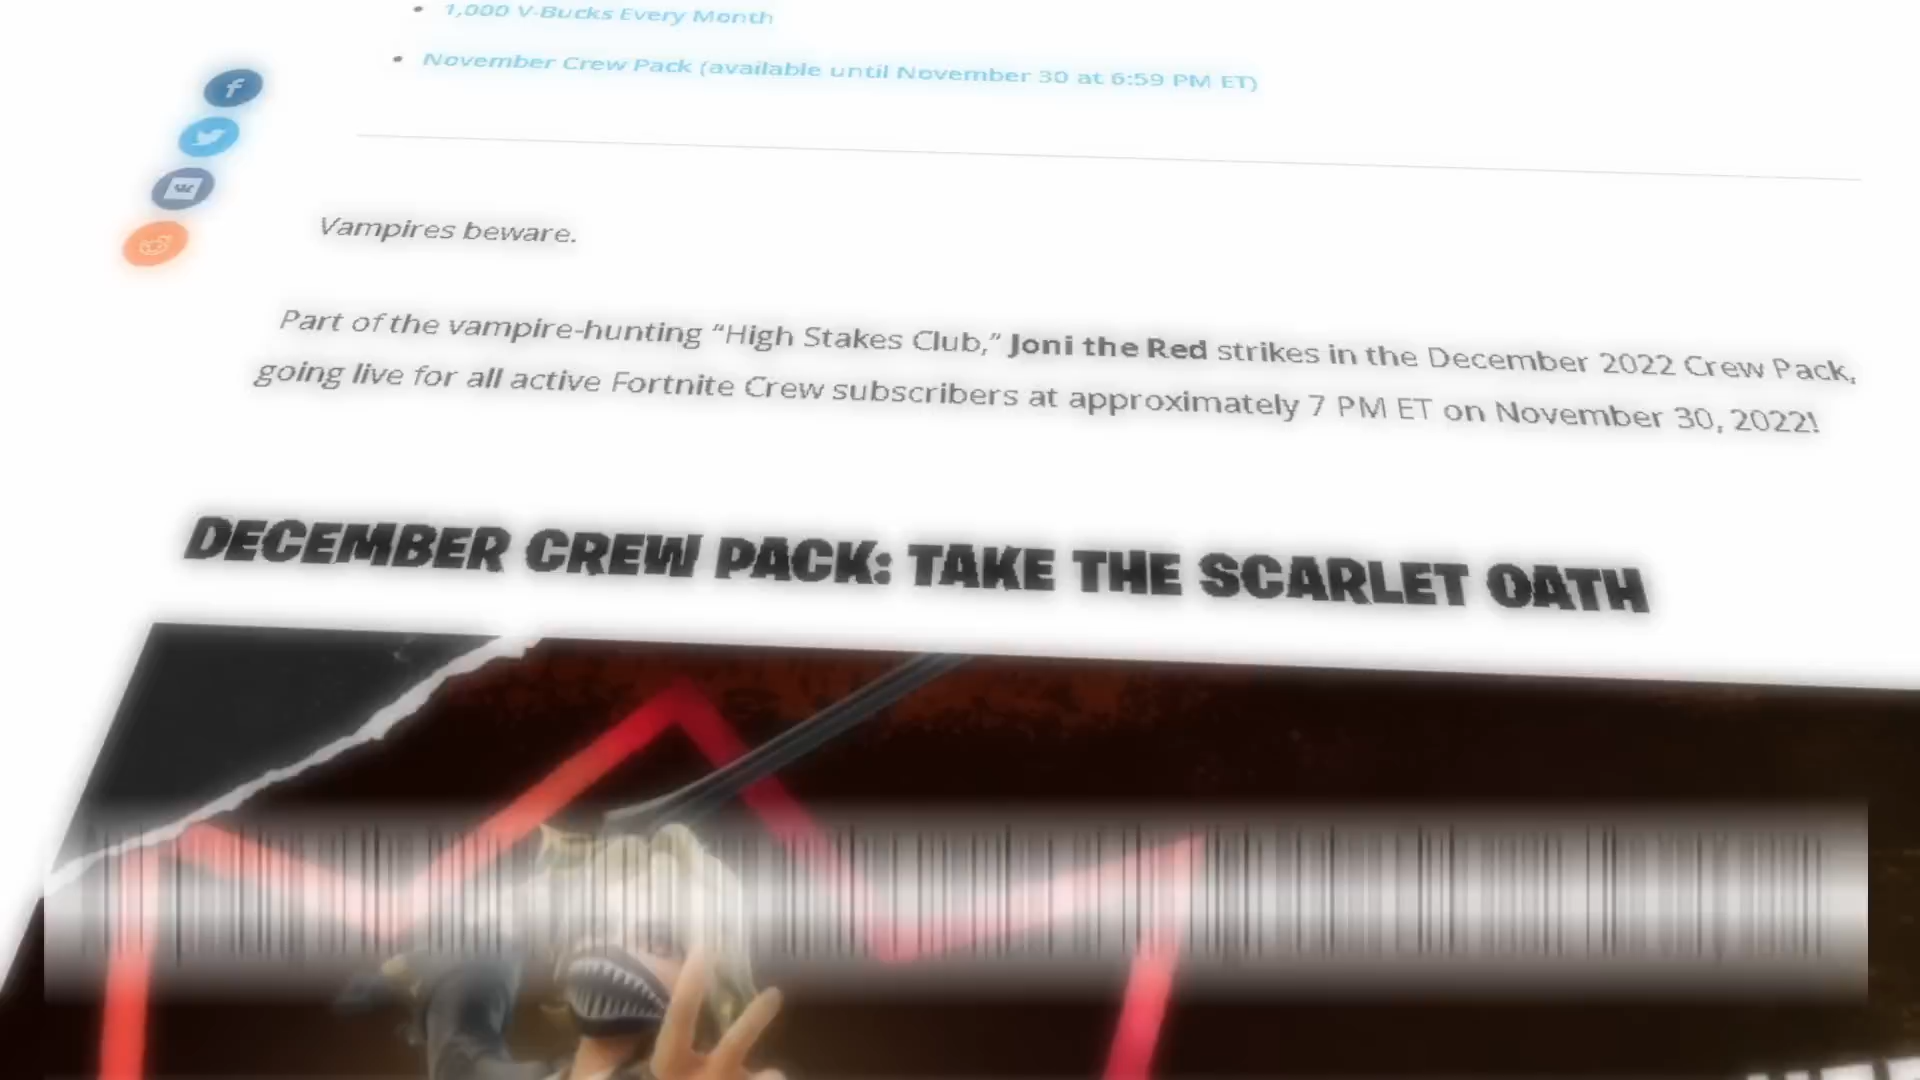 1,000 V-Bucks Every Month
November Crew Pack (available until November 30 at 6:59 PM ET)
Vampires beware.
Part of the vampire-hunting “High Stakes Club,” Joni the Red strikes in the December 2022 Crew Pack,
going live for all active Fortnite Crew subscribers at approximately 7 PM ET on November 30, 2022!
DECEMBER CREW PACK: TAKE THE SCARLET OATH